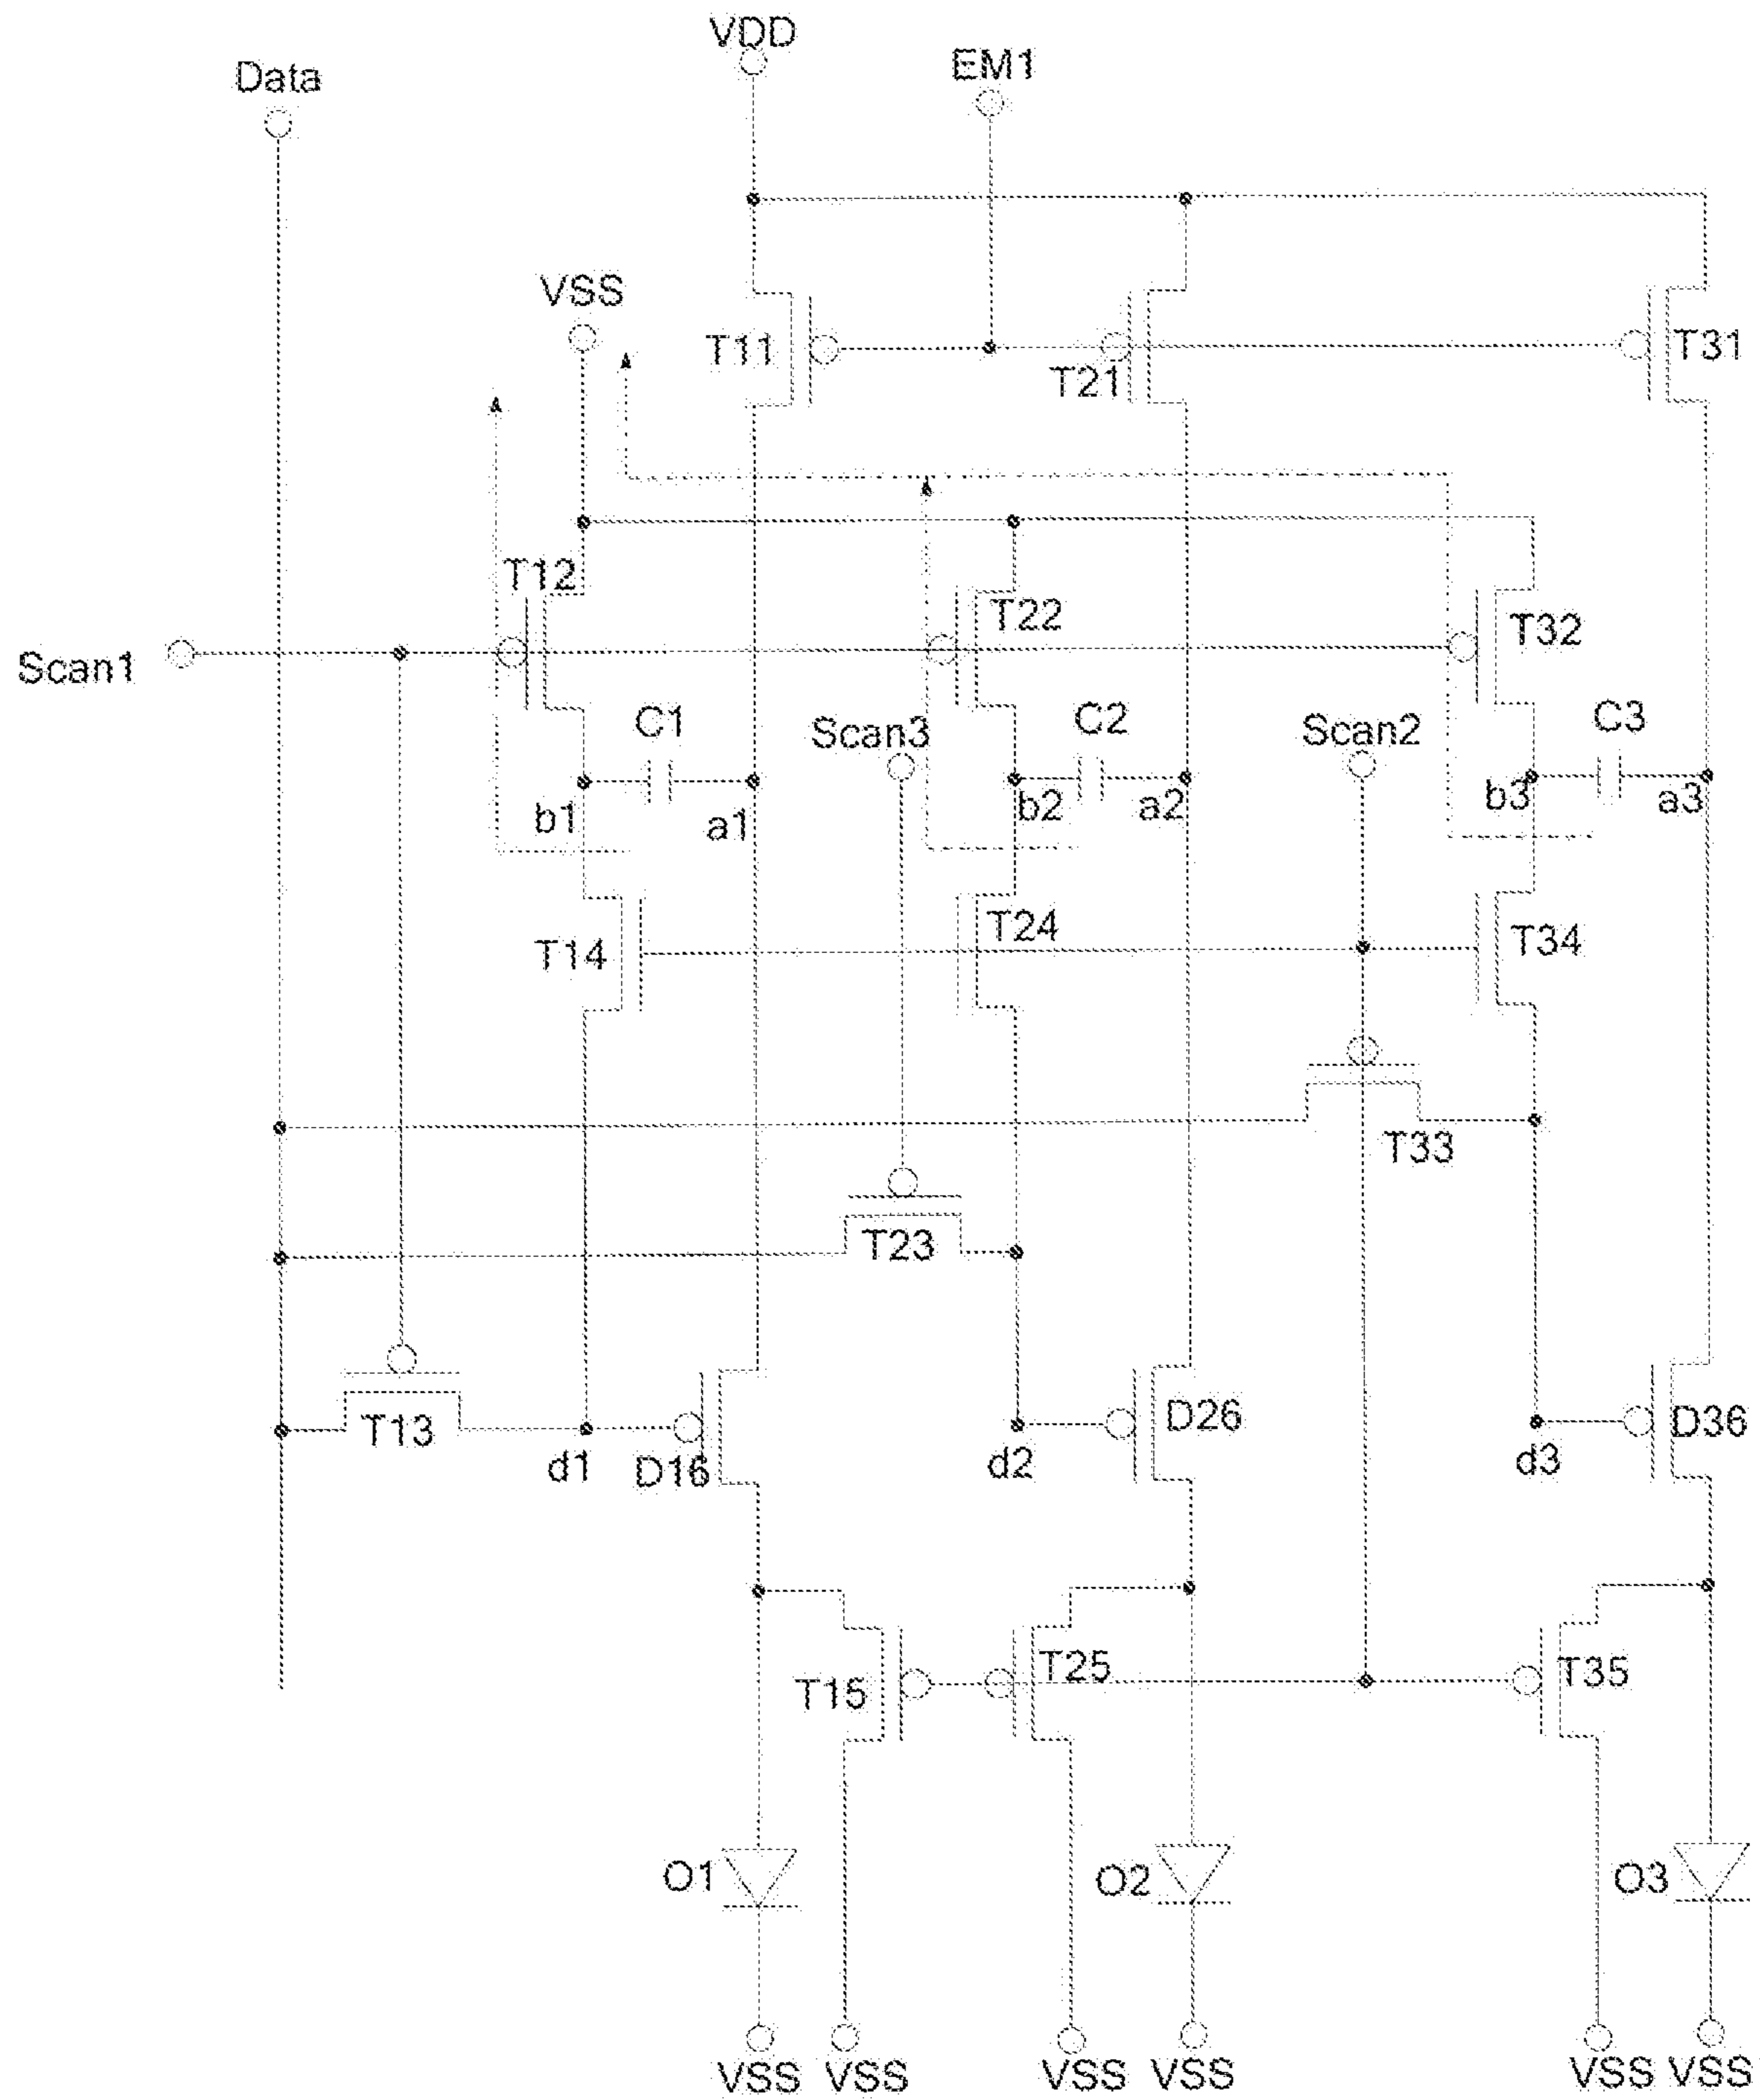 VDD
EM1
Data
VSS
T11
T21
T31
T12
T22
T32
Scan1
C1
Scan3
C2
Scan2
C3
b1
a1
b2
a2
b3
a3
T14
T24
T34
T33
T23
T13
d1
D16
d2
D26
d3
D36
T15
T25
T35
O1
O2
O3
VSS
VSS
VSS
VSS
VSS
VSS